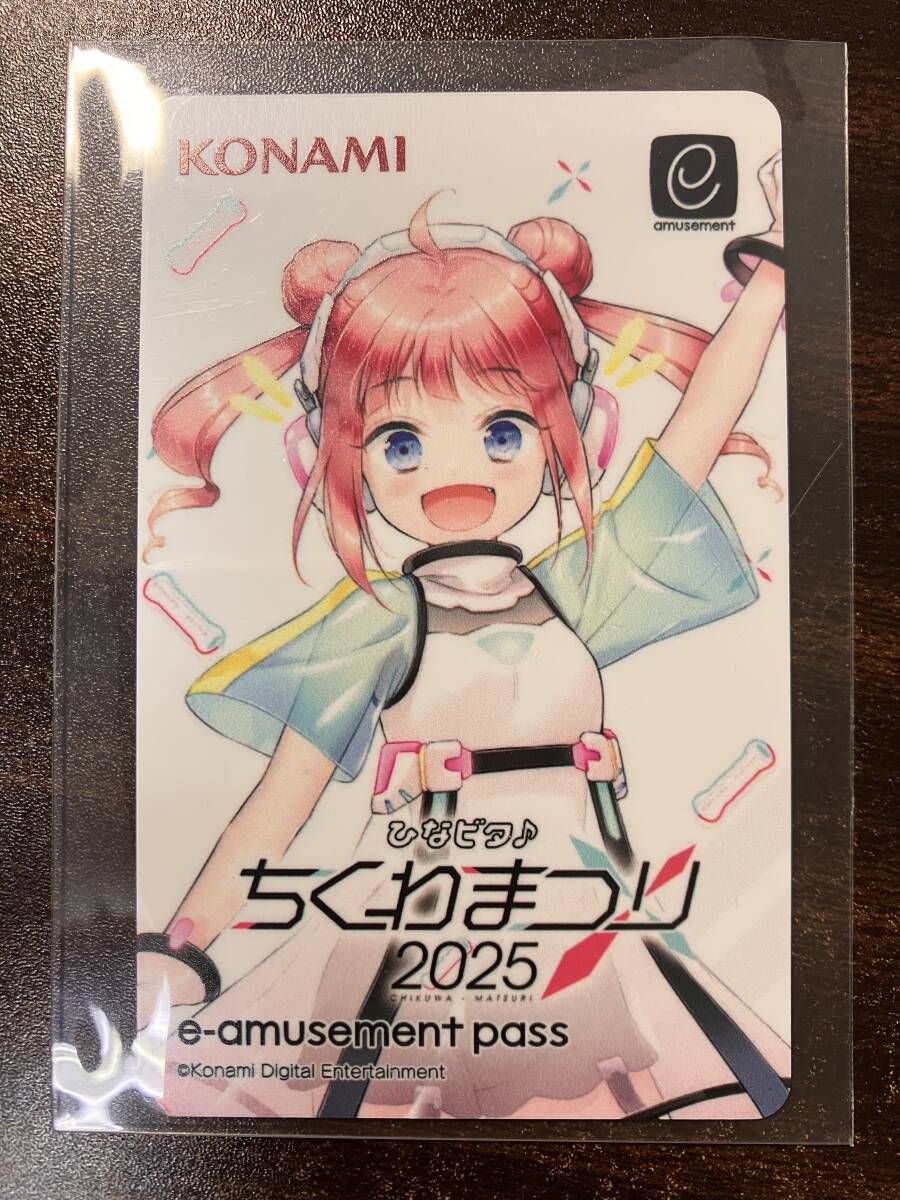 KONAMI
e
amusement
ひなビタ♪
ちくわまつり
2025
CHIKUWA - MATSURI
e-amusement pass
©Konami Digital Entertainment